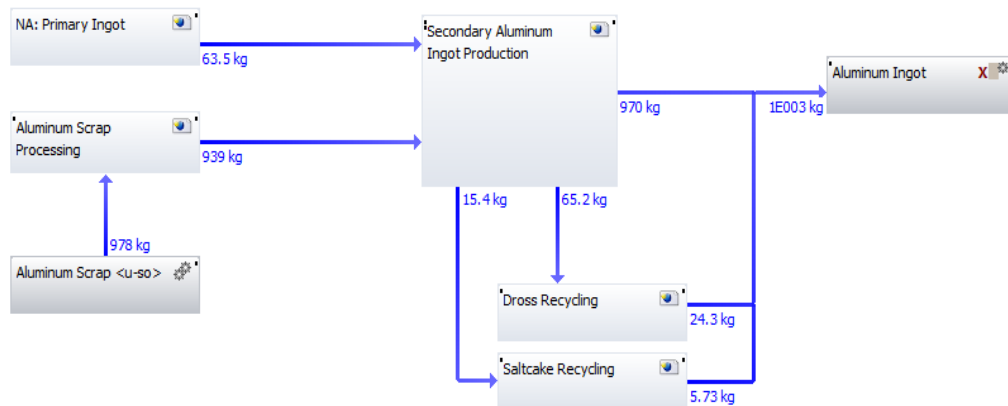 NA: Primary Ingot
63.5 kg
Secondary Aluminum
Ingot Production
Aluminum Ingot
X
970 kg
1E003 kg
Aluminum Scrap
Processing
939 kg
15.4 kg
65.2 kg
978 kg
Aluminum Scrap <u-so>
Dross Recycling
24.3 kg
Saltcake Recycling
5.73 kg